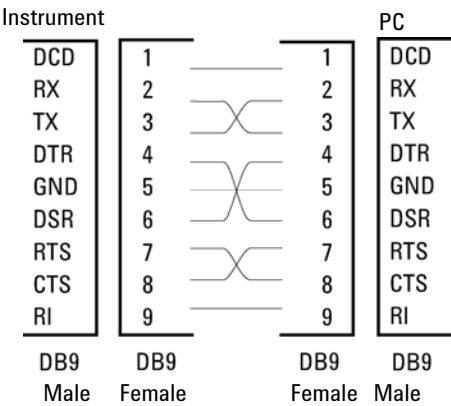 Instrument PC
DCD 1 1 DCD
RX 2 2 RX
TX 3 3 TX
DTR 4 4 DTR
GND 5 5 GND
DSR 6 6 DSR
RTS 7 7 RTS
CTS 8 8 CTS
RI 9 9 RI
DB9 DB9 DB9 DB9
Male Female Female Male